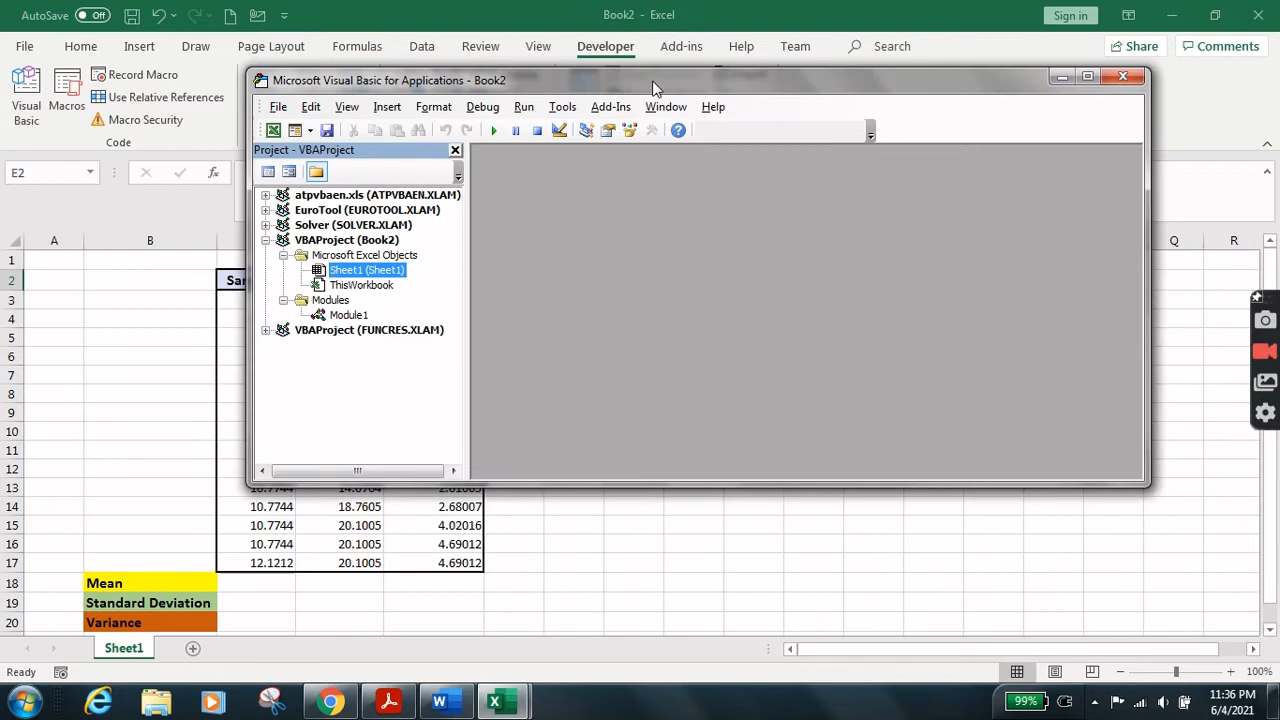 AutoSave Off Book2 - Excel Sign in
File Home Insert Draw Page Layout Formulas Data Review View Developer Add-ins Help Team Search Share Comments
Visual Basic
Macros
Record Macro
Use Relative References
Macro Security
Code
Microsoft Visual Basic for Applications - Book2
File Edit View Insert Format Debug Run Tools Add-Ins Window Help
Project - VBAProject
atpvbaen.xls (ATPVBAEN.XLAM)
EuroTool (EUROTOOL.XLAM)
Solver (SOLVER.XLAM)
VBAProject (Book2)
Microsoft Excel Objects
Sheet1 (Sheet1)
ThisWorkbook
Modules
Module1
VBAProject (FUNCRES.XLAM)
E2 fx
A B Q R
1
2
3
4
5
6
7
8
9
10
11
12
13
14 10.7744 18.7605 2.68007
15 10.7744 20.1005 4.02016
16 10.7744 20.1005 4.69012
17 12.1212 20.1005 4.69012
18 Mean
19 Standard Deviation
20 Variance
Sheet1
Ready 100%
99% 11:36 PM
6/4/2021